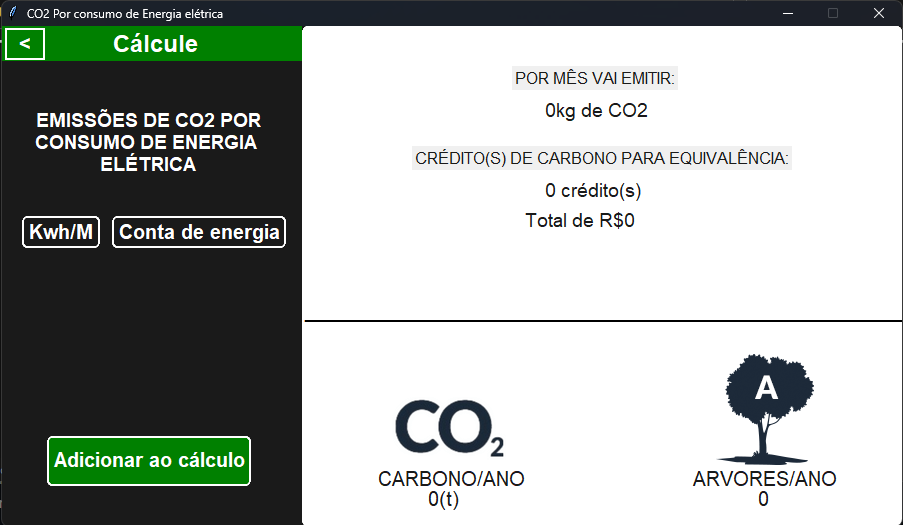 CO2 Por consumo de Energia elétrica
<
Cálcule
EMISSÕES DE CO2 POR
CONSUMO DE ENERGIA
ELÉTRICA
Kwh/M
Conta de energia
Adicionar ao cálculo
POR MÊS VAI EMITIR:
0kg de CO2
CRÉDITO(S) DE CARBONO PARA EQUIVALÊNCIA:
0 crédito(s)
Total de R$0
CO2
CARBONO/ANO
0(t)
A
ARVORES/ANO
0